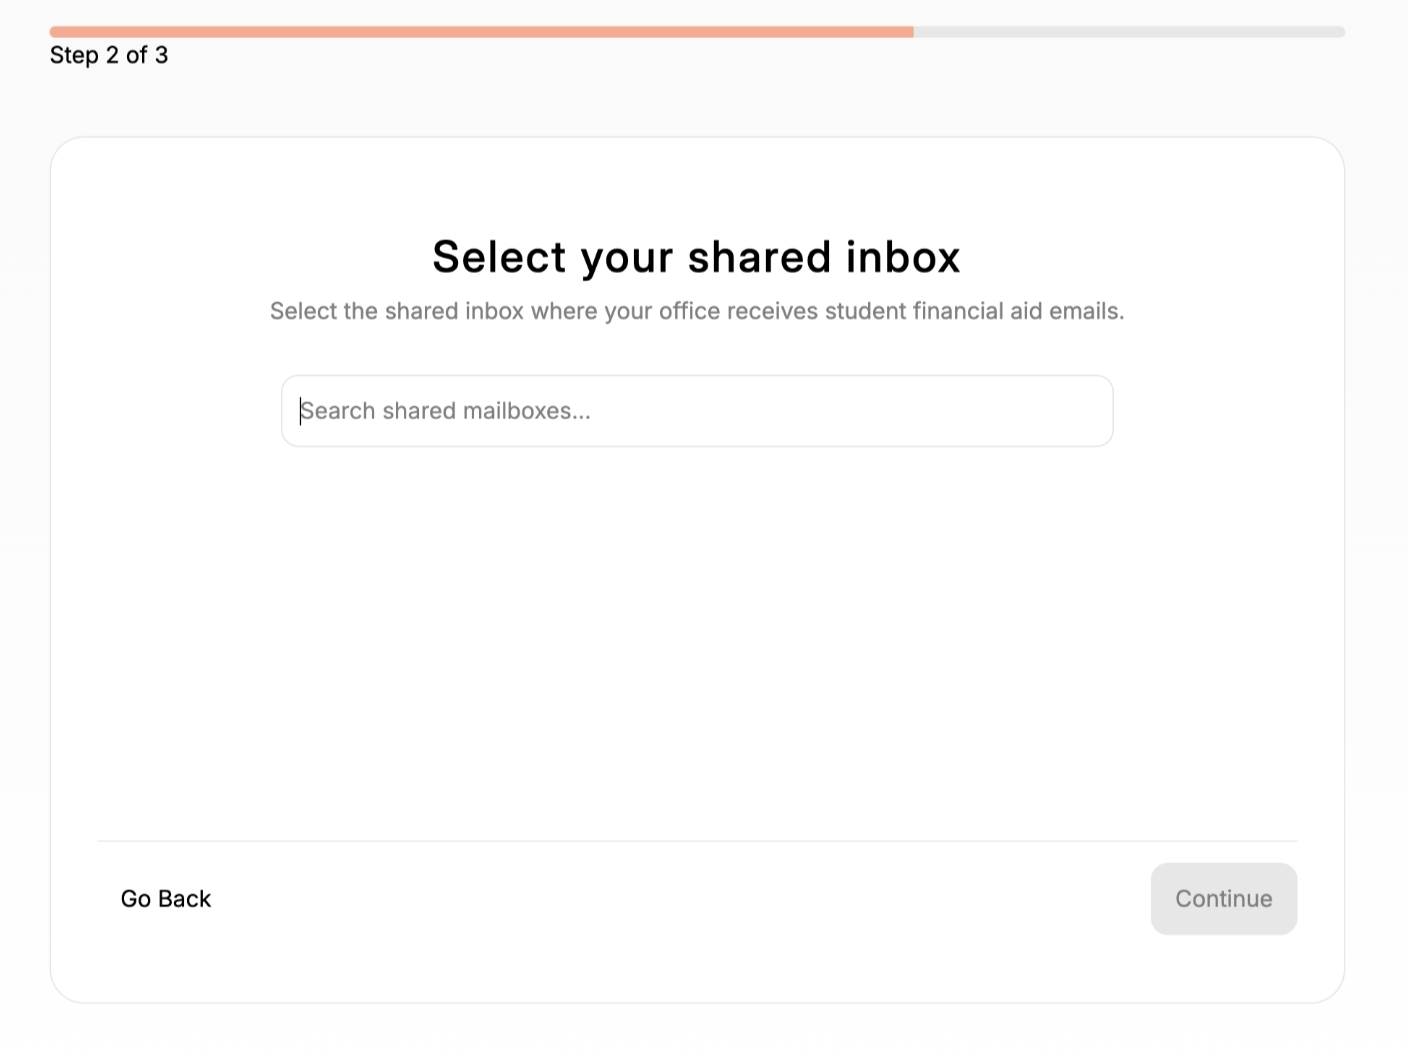 Step 2 of 3
Select your shared inbox
Select the shared inbox where your office receives student financial aid emails.
Search shared mailboxes...
Go Back
Continue